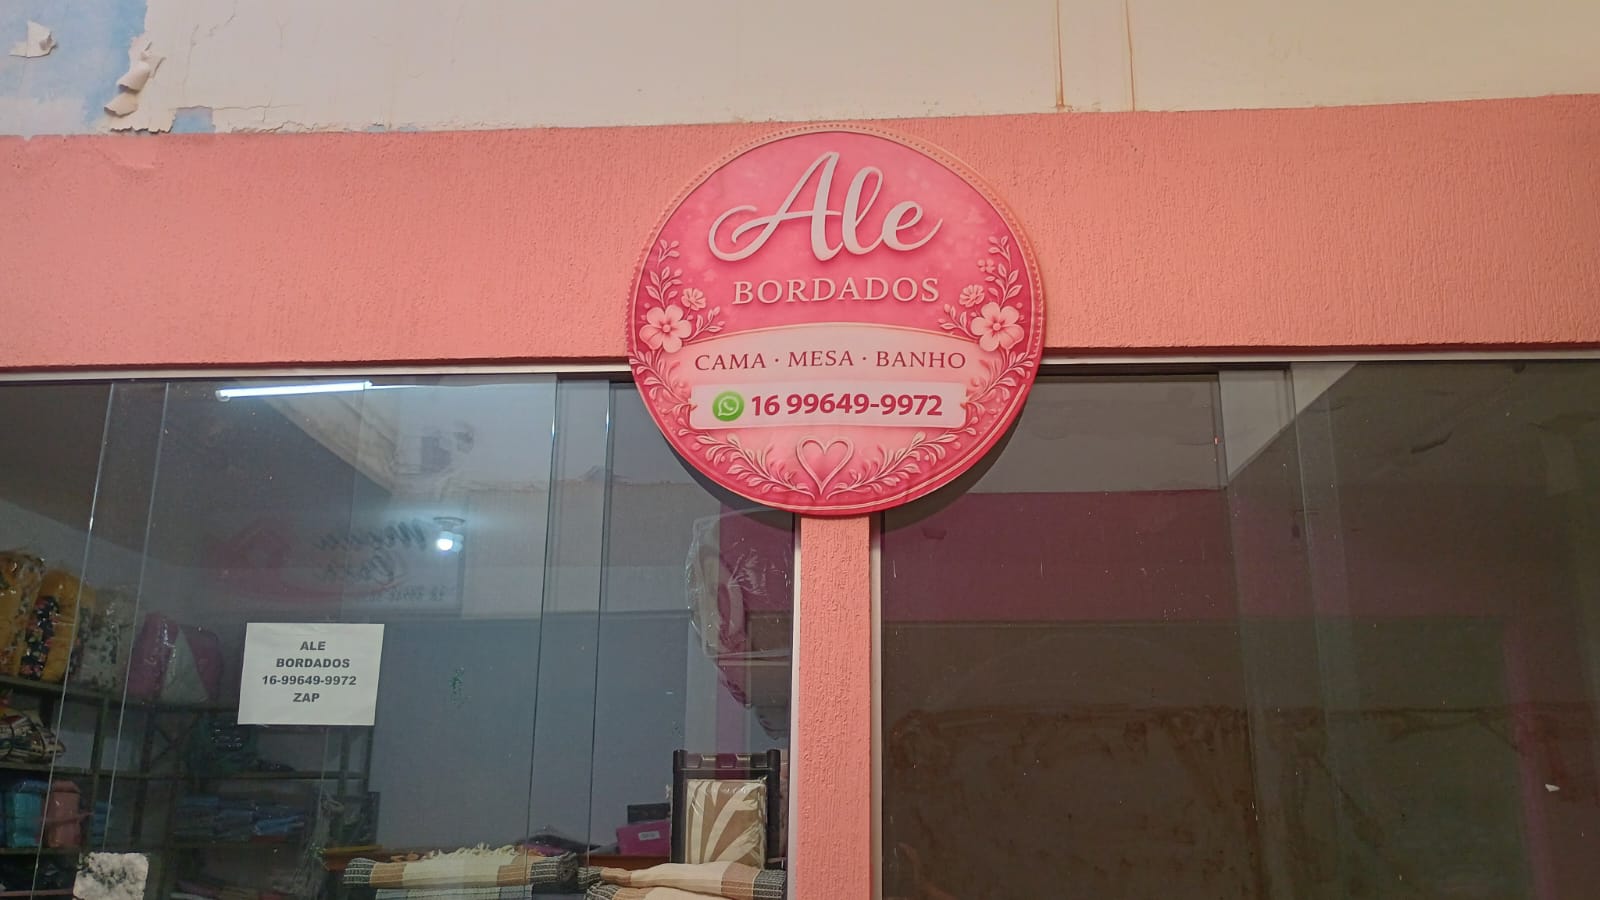 Ale
BORDADOS
CAMA · MESA · BANHO
16 99649-9972
ALE
BORDADOS
16-99649-9972
ZAP